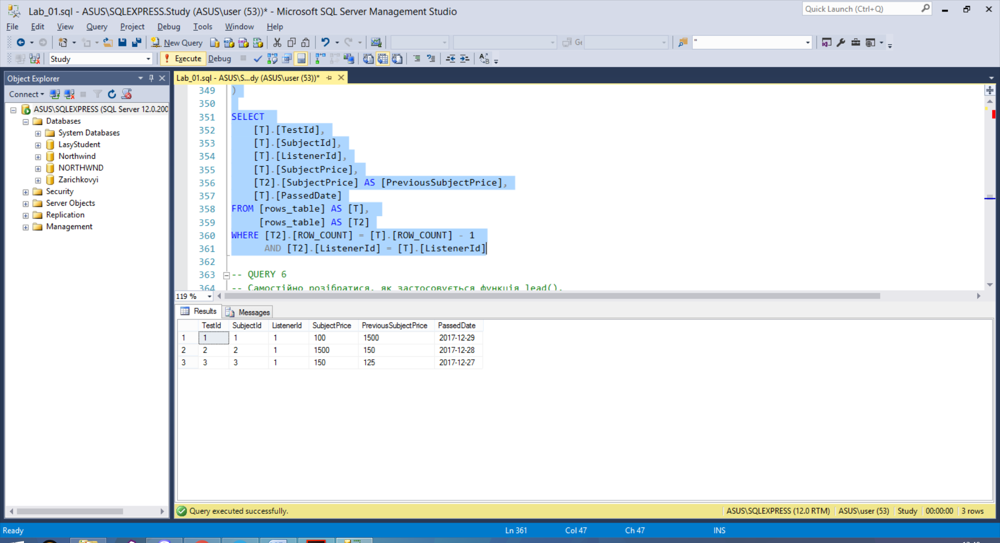 Lab_01.sql - ASUS\SQLEXPRESS.Study (ASUS\user (53))* - Microsoft SQL Server Management Studio
Quick Launch (Ctrl+Q)
File Edit View Query Project Debug Tools Window Help
New Query
"
Study
Execute Debug
Object Explorer
Connect
ASUS\SQLEXPRESS (SQL Server 12.0.200
Databases
System Databases
LasyStudent
Northwind
NORTHWND
Zarichkovyi
Security
Server Objects
Replication
Management
Lab_01.sql - ASUS\S...dy (ASUS\user (53))*
349 )
350
351 SELECT
352 [T].[TestId],
353 [T].[SubjectId],
354 [T].[ListenerId],
355 [T].[SubjectPrice],
356 [T2].[SubjectPrice] AS [PreviousSubjectPrice],
357 [T].[PassedDate]
358 FROM [rows_table] AS [T],
359 [rows_table] AS [T2]
360 WHERE [T2].[ROW_COUNT] = [T].[ROW_COUNT] - 1
361 AND [T2].[ListenerId] = [T].[ListenerId]
362
363 -- QUERY 6
364 -- Самостійно розібратися, як застосовується функція lead().
119 %
Results Messages
TestId SubjectId ListenerId SubjectPrice PreviousSubjectPrice PassedDate
1 1 1 1 100 1500 2017-12-29
2 2 2 1 1500 150 2017-12-28
3 3 3 1 150 125 2017-12-27
Query executed successfully.
ASUS\SQLEXPRESS (12.0 RTM) ASUS\user (53) Study 00:00:00 3 rows
Ready Ln 361 Col 47 Ch 47 INS